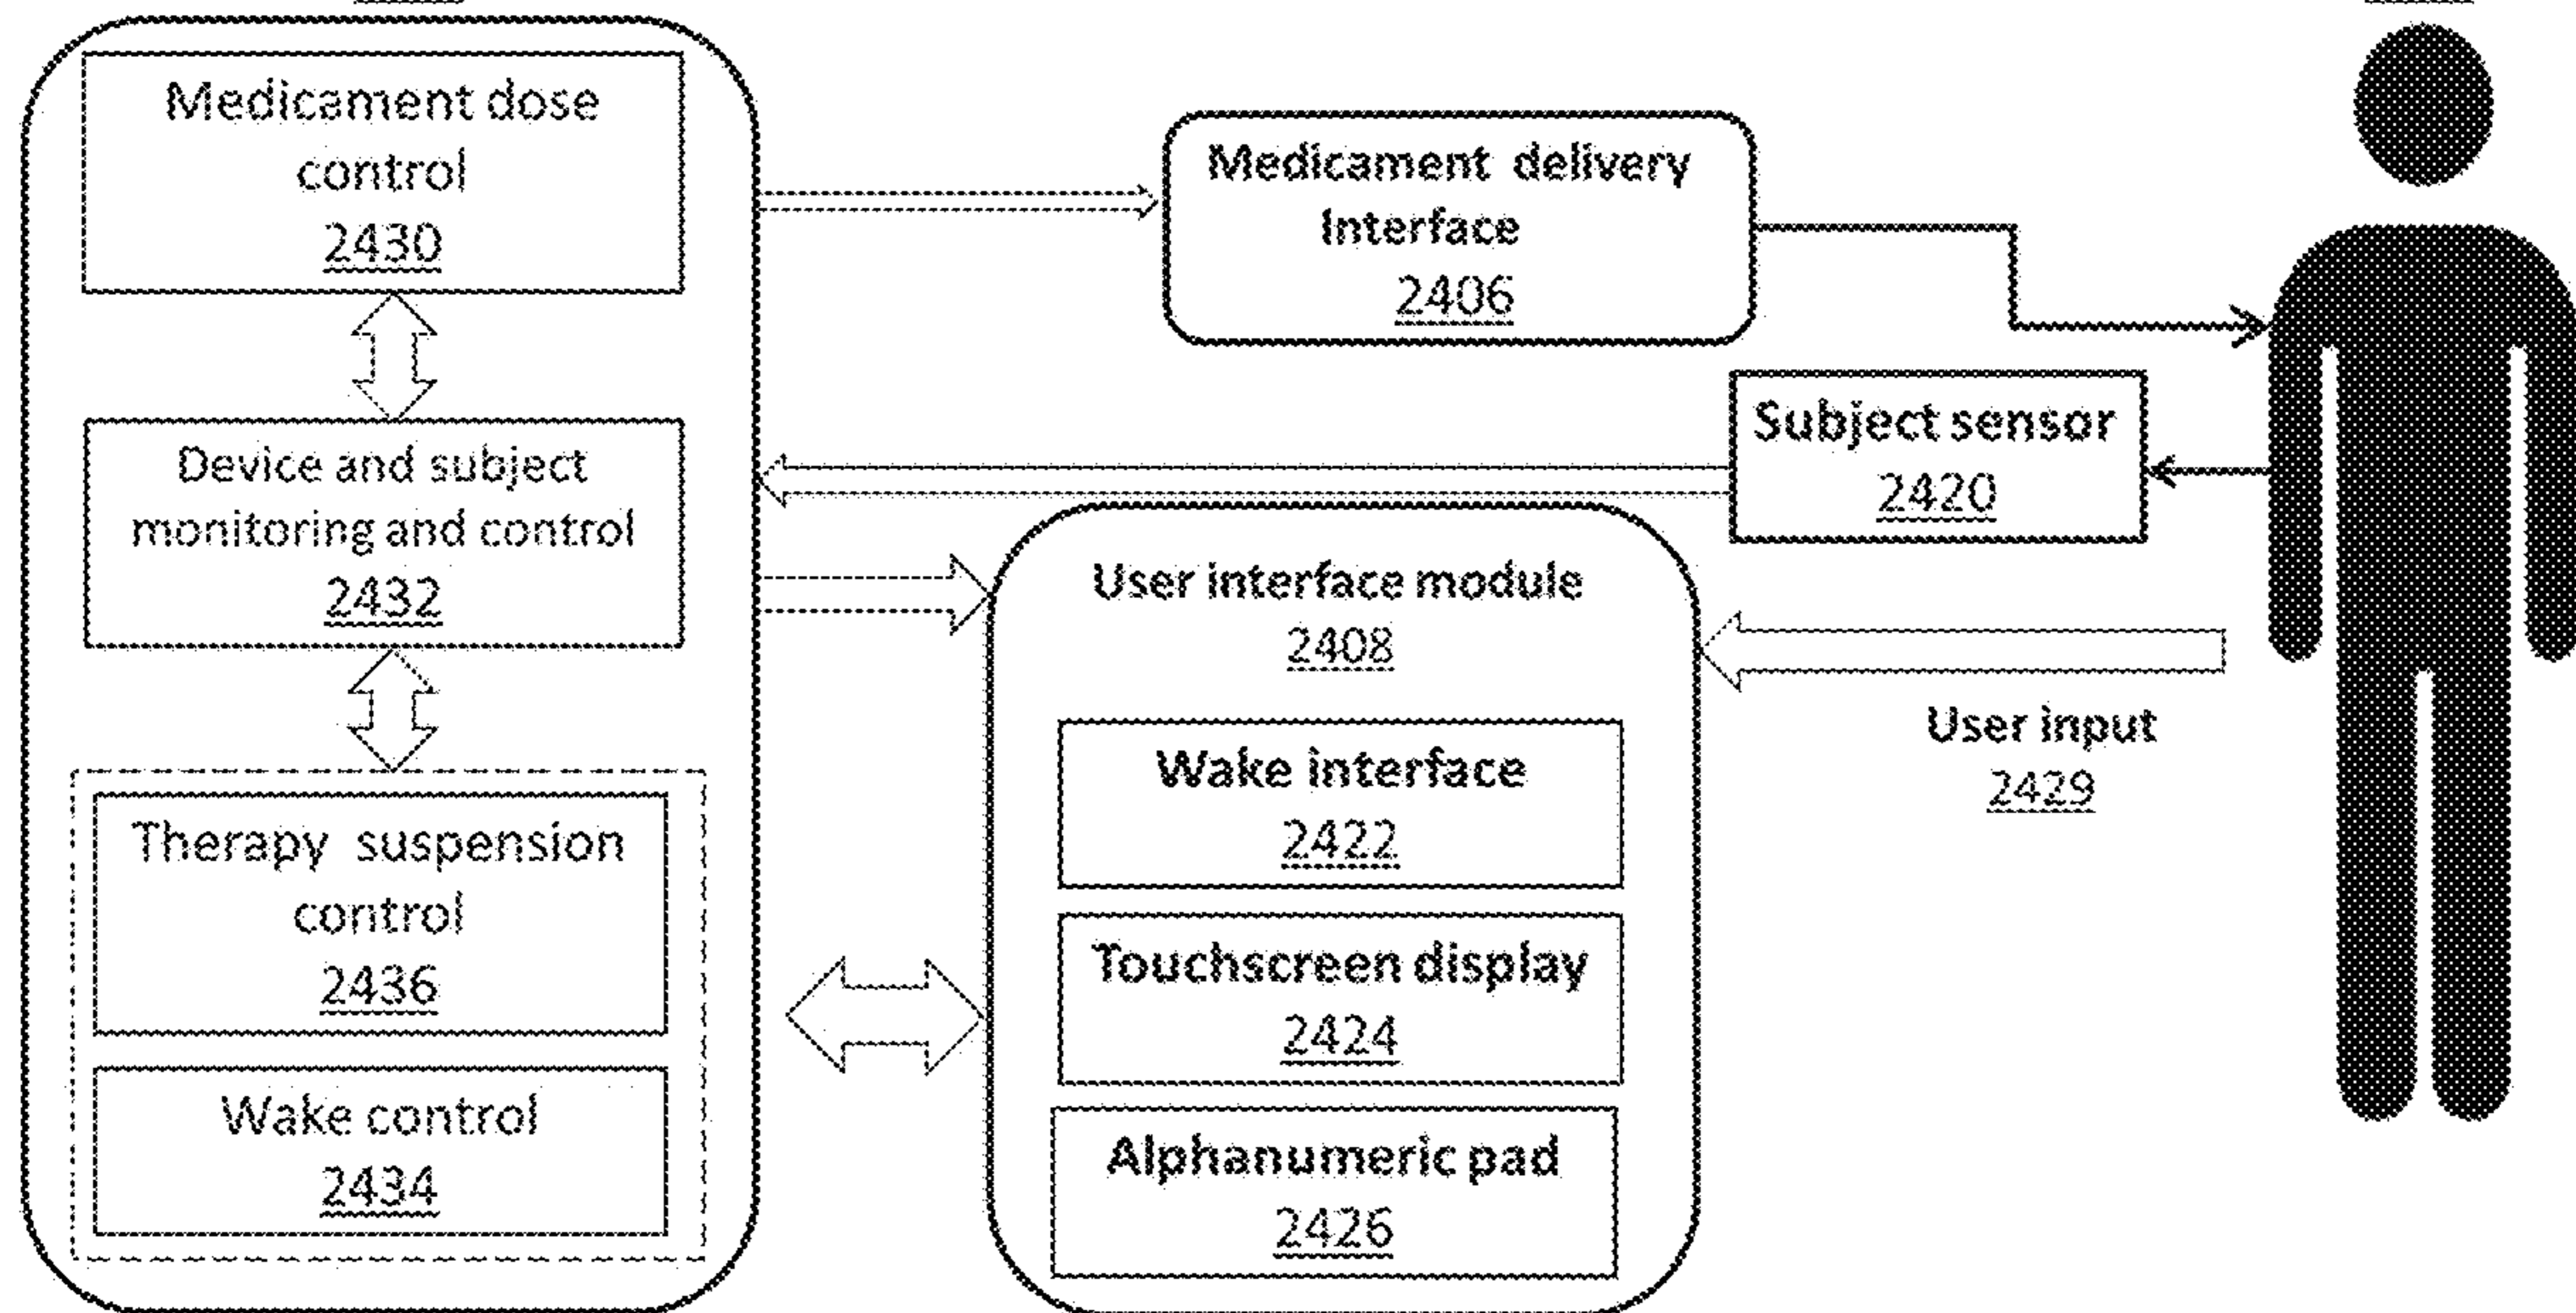 Medicament dose
control
2430
Device and subject
monitoring and control
2432
Therapy suspension
control
2436
Wake control
2434
Medicament delivery
Interface
2406
Subject sensor
2420
User interface module
2408
Wake interface
2422
Touchscreen display
2424
Alphanumeric pad
2426
User input
2429